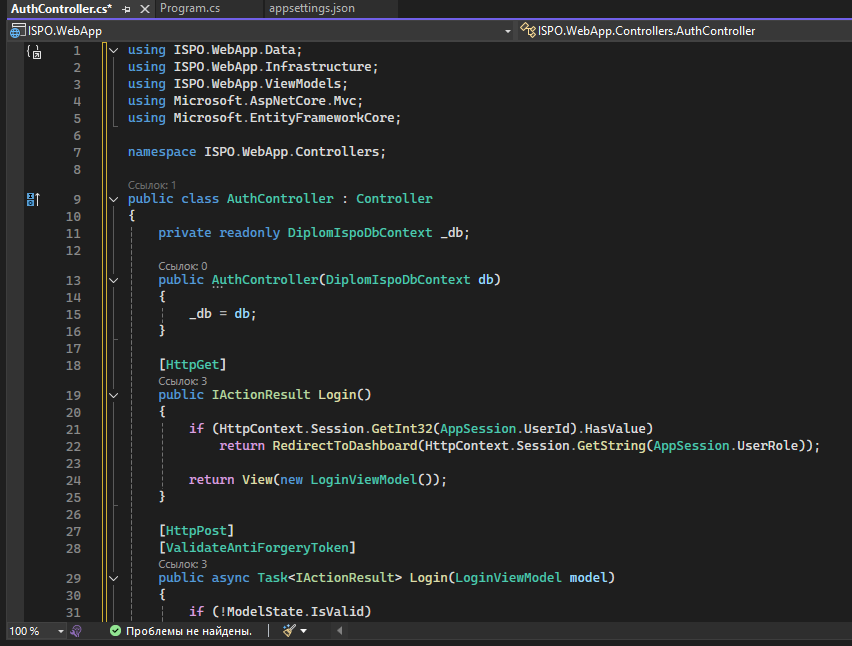 AuthController.cs* Program.cs appsettings.json
ISPO.WebApp ISPO.WebApp.Controllers.AuthController
1 using ISPO.WebApp.Data;
2 using ISPO.WebApp.Infrastructure;
3 using ISPO.WebApp.ViewModels;
4 using Microsoft.AspNetCore.Mvc;
5 using Microsoft.EntityFrameworkCore;
6
7 namespace ISPO.WebApp.Controllers;
8
Ссылок: 1
9 public class AuthController : Controller
10 {
11 private readonly DiplomIspoDbContext _db;
12
Ссылок: 0
13 public AuthController(DiplomIspoDbContext db)
14 {
15 _db = db;
16 }
17
18 [HttpGet]
Ссылок: 3
19 public IActionResult Login()
20 {
21 if (HttpContext.Session.GetInt32(AppSession.UserId).HasValue)
22 return RedirectToDashboard(HttpContext.Session.GetString(AppSession.UserRole));
23
24 return View(new LoginViewModel());
25 }
26
27 [HttpPost]
28 [ValidateAntiForgeryToken]
Ссылок: 3
29 public async Task<IActionResult> Login(LoginViewModel model)
30 {
31 if (!ModelState.IsValid)
100 % Проблемы не найдены.